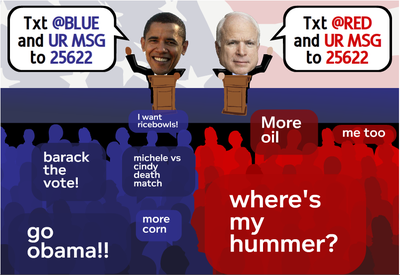 Txt @BLUE
and UR MSG
to 25622
Txt @RED
and UR MSG
to 25622
I want
ricebowls!
More
oil
me too
barack
the
vote!
michele vs
cindy
death
match
where's
my
hummer?
more
corn
go
obama!!